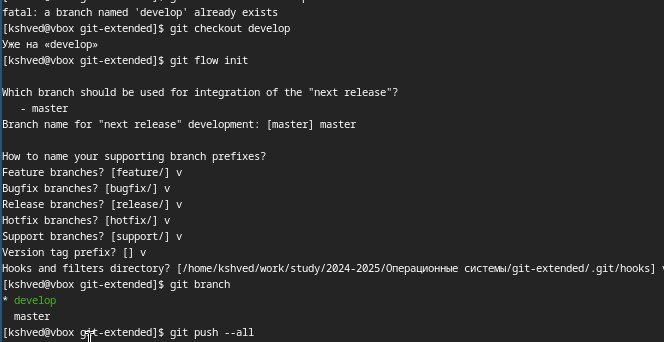 fatal: a branch named 'develop' already exists
[kshved@vbox git-extended]$ git checkout develop
Уже на «develop»
[kshved@vbox git-extended]$ git flow init
Which branch should be used for integration of the "next release"?
- master
Branch name for "next release" development: [master] master
How to name your supporting branch prefixes?
Feature branches? [feature/] v
Bugfix branches? [bugfix/] v
Release branches? [release/] v
Hotfix branches? [hotfix/] v
Support branches? [support/] v
Version tag prefix? [] v
Hooks and filters directory? [/home/kshved/work/study/2024-2025/Операционные системы/git-extended/.git/hooks] v
[kshved@vbox git-extended]$ git branch
* develop
master
[kshved@vbox git-extended]$ git push --all